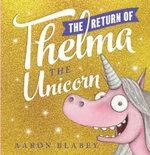 THE RETURN OF
Thelma
THE
Unicorn
AARON BLABEY